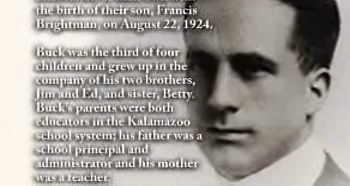 the birth of their son, Francis
Brightman, on August 22, 1924.
Buck was the third of four
children and grew up in the
company of his two brothers,
Jim and Ed, and sister, Betty.
Buck's parents were both
educators in the Kalamazoo
school system; his father was a
school principal and
administrator and his mother
was a teacher.